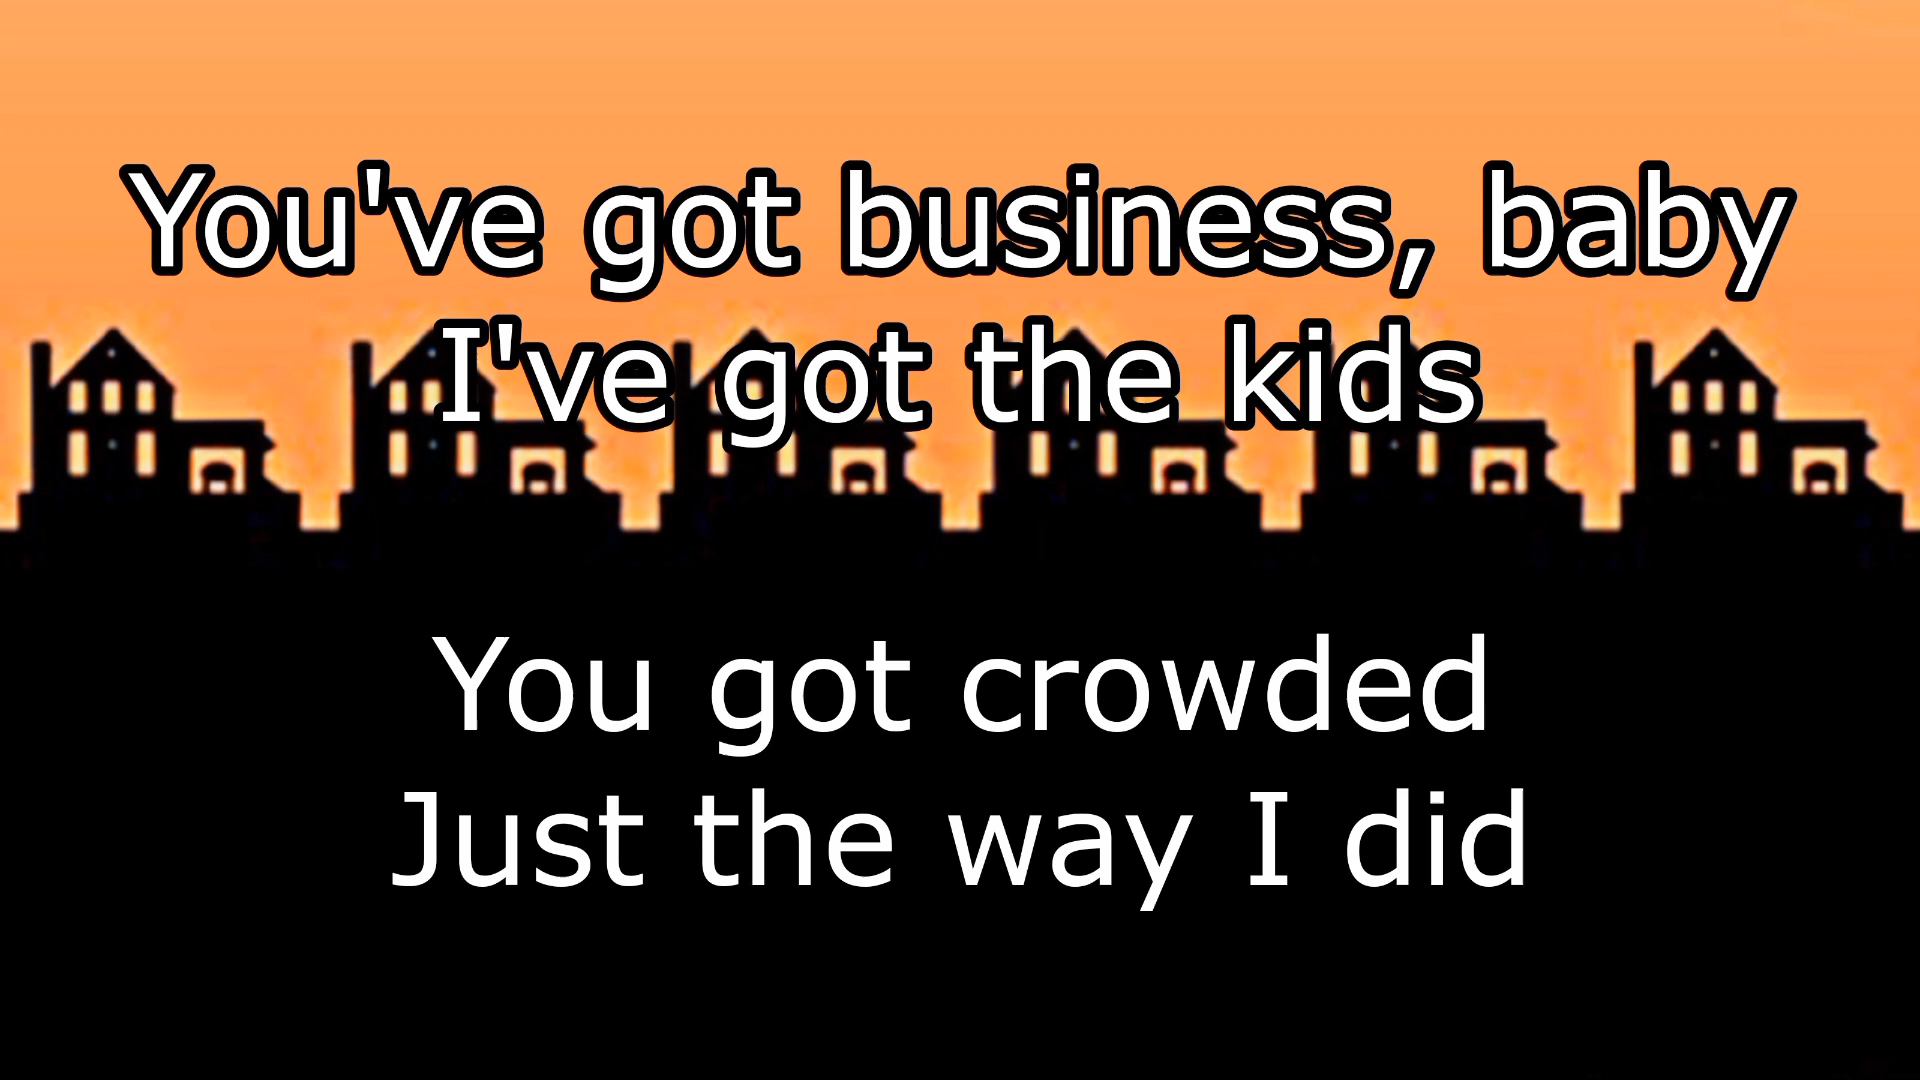 You've got business, baby
I've got the kids
You got crowded
Just the way I did